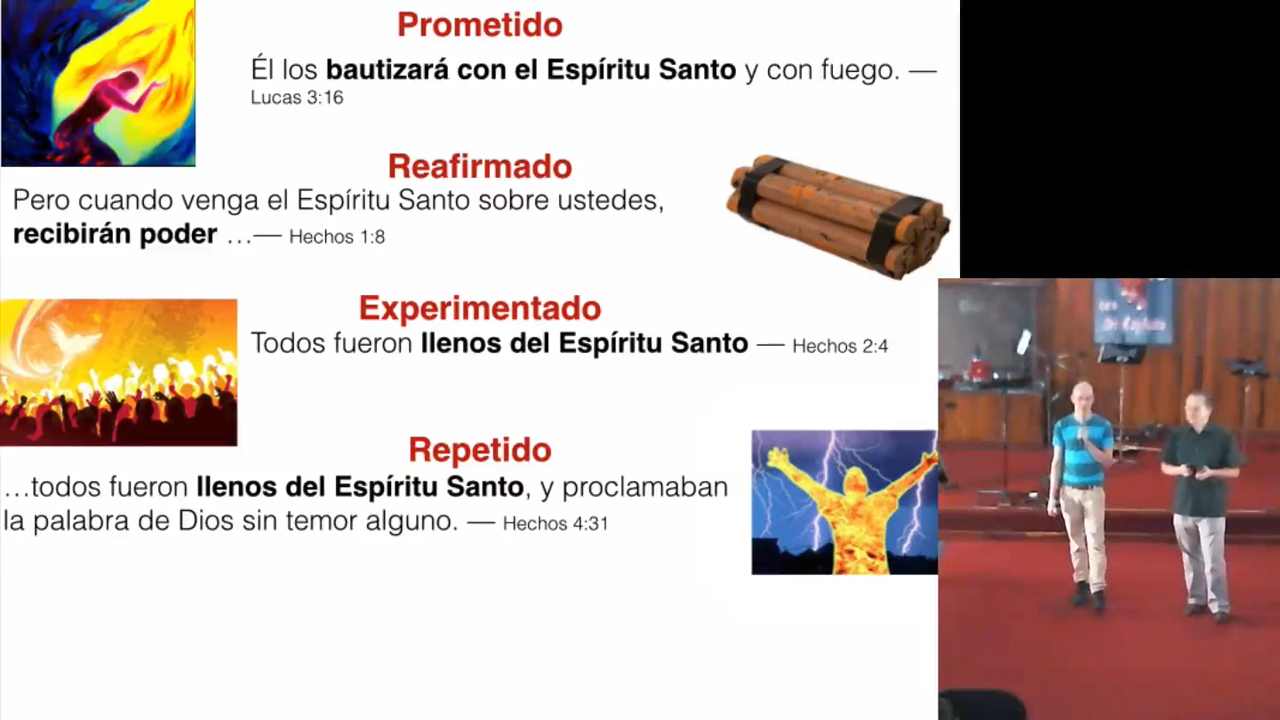 Prometido
Él los bautizará con el Espíritu Santo y con fuego. —
Lucas 3:16
Reafirmado
Pero cuando venga el Espíritu Santo sobre ustedes,
recibirán poder …— Hechos 1:8
Experimentado
Todos fueron llenos del Espíritu Santo — Hechos 2:4
Repetido
…todos fueron llenos del Espíritu Santo, y proclamaban
la palabra de Dios sin temor alguno. — Hechos 4:31